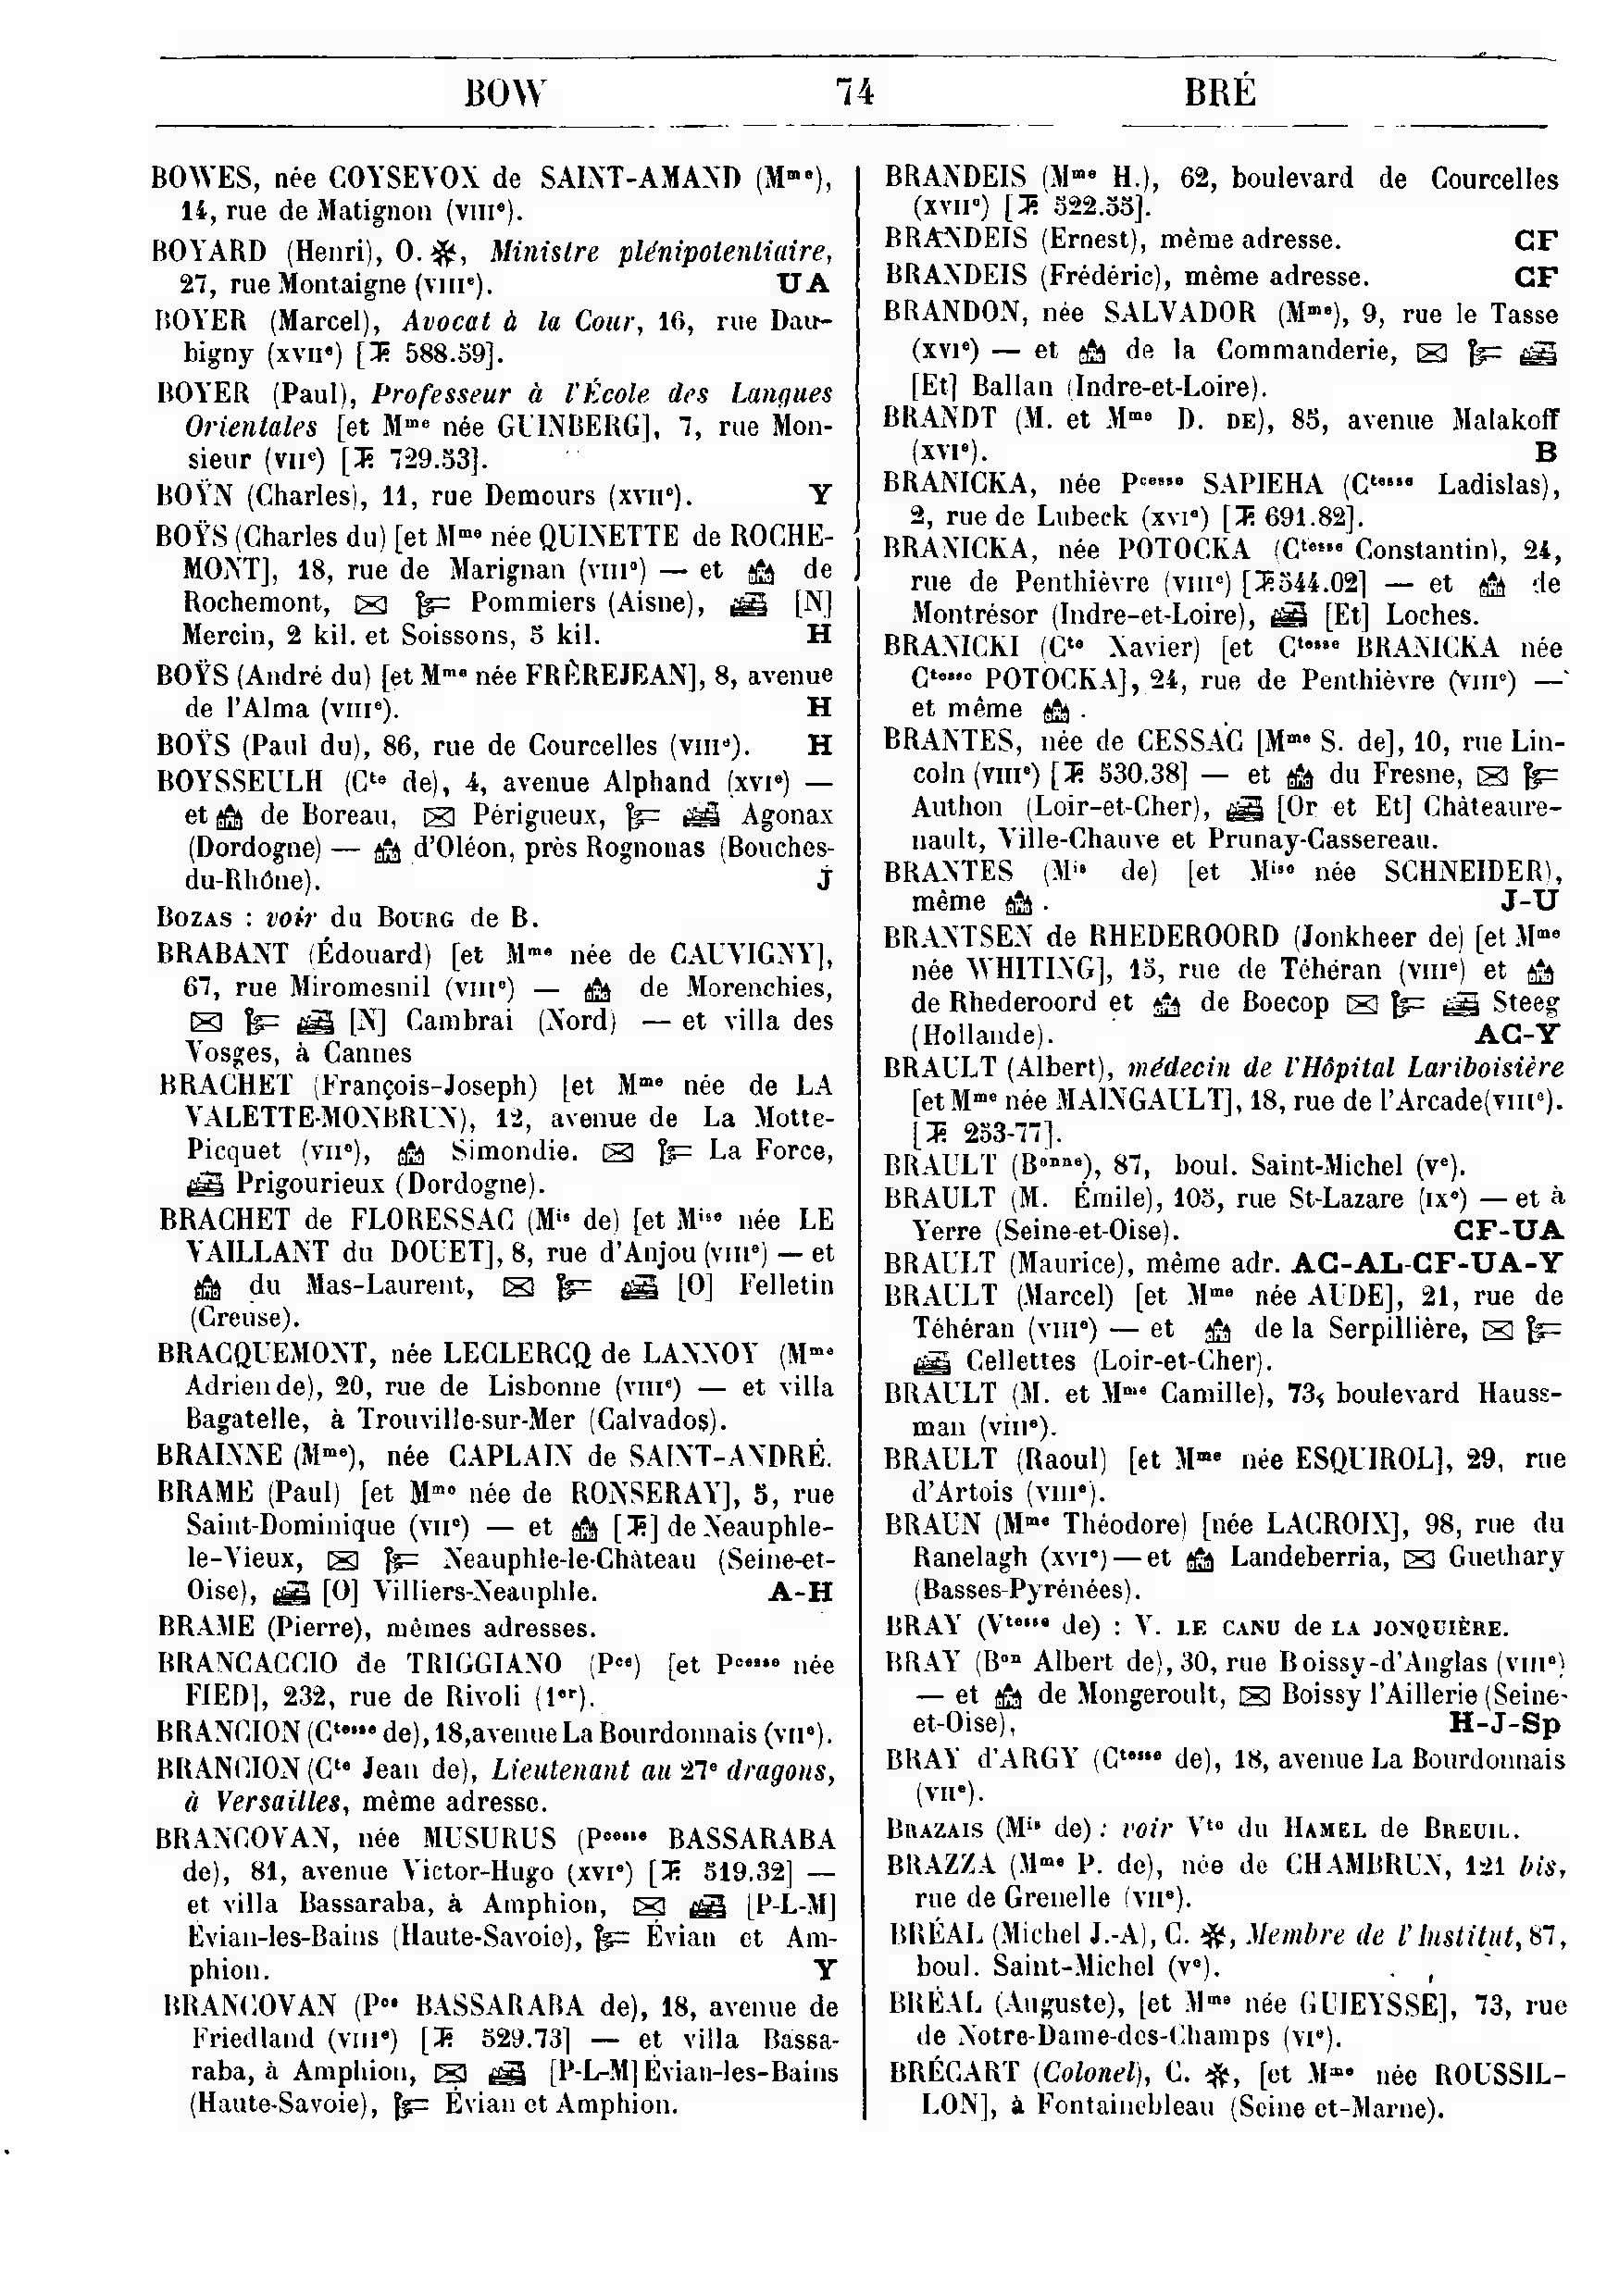 BOW 74 BRÉ
BOWES, née COYSEVOX de SAINT-AMAND (Mme),
14, rue de Matignon (VIIIe).
BOYARD (Henri), O. ✻, Ministre plénipotentiaire,
27, rue Montaigne (VIIIe). UA
BOYER (Marcel), Avocat à la Cour, 16, rue Dau-
bigny (XVIIe) [T. 588.59].
BOYER (Paul), Professeur à l'École des Langues
Orientales [et Mme née GUINBERG], 7, rue Mon-
sieur (VIIe) [T. 729.53].
BOŸN (Charles), 11, rue Demours (XVIIe). Y
BOŸS (Charles du) [et Mme née QUINETTE de ROCHE-
MONT], 18, rue de Marignan (VIIIe) — et de
Rochemont, Pommiers (Aisne), [N]
Mercin, 2 kil. et Soissons, 5 kil. H
BOŸS (André du) [et Mme née FRÈREJEAN], 8, avenue
de l'Alma (VIIIe). H
BOŸS (Paul du), 86, rue de Courcelles (VIIIe). H
BOYSSEULH (Cte de), 4, avenue Alphand (XVIe) —
et de Boreau, Périgueux, Agonax
(Dordogne) — d'Oléon, près Rognonas (Bouches-
du-Rhône). J
BOZAS : voir du BOURG de B.
BRABANT (Édouard) [et Mme née de CAUVIGNY],
67, rue Miromesnil (VIIIe) — de Morenchies,
[N] Cambrai (Nord) — et villa des
Vosges, à Cannes
BRACHET (François-Joseph) [et Mme née de LA
VALETTE-MONBRUN), 12, avenue de La Motte-
Picquet (VIIe), Simondie. La Force,
Prigourieux (Dordogne).
BRACHET de FLORESSAC (Mis de) [et Mise née LE
VAILLANT du DOUET], 8, rue d'Anjou (VIIIe) — et
du Mas-Laurent, [O] Felletin
(Creuse).
BRACQUEMONT, née LECLERCQ de LANNOY (Mme
Adrien de), 20, rue de Lisbonne (VIIIe) — et villa
Bagatelle, à Trouville-sur-Mer (Calvados).
BRAINNE (Mme), née CAPLAIN de SAINT-ANDRÉ.
BRAME (Paul) [et Mme née de RONSERAY], 5, rue
Saint-Dominique (VIIe) — et [T.] de Neauphle-
le-Vieux, Neauphle-le-Château (Seine-et-
Oise), [O] Villiers-Neauphle. A-H
BRAME (Pierre), mêmes adresses.
BRANCACCIO de TRIGGIANO (Pce) [et Pcesse née
FIED], 232, rue de Rivoli (1er).
BRANCION (Ctesse de), 18, avenue La Bourdonnais (VIIe).
BRANCION (Cte Jean de), Lieutenant au 27e dragons,
à Versailles, même adresse.
BRANCOVAN, née MUSURUS (Pcesse BASSARABA
de), 81, avenue Victor-Hugo (XVIe) [T. 519.32] —
et villa Bassaraba, à Amphion, [P-L-M]
Évian-les-Bains (Haute-Savoie), Évian et Am-
phion. Y
BRANCOVAN (Pce BASSARABA de), 18, avenue de
Friedland (VIIIe) [T. 529.73] — et villa Bassa-
raba, à Amphion, [P-L-M] Évian-les-Bains
(Haute-Savoie), Évian et Amphion.
BRANDEIS (Mme H.), 62, boulevard de Courcelles
(XVIIe) [T. 522.55].
BRANDEIS (Ernest), même adresse. CF
BRANDEIS (Frédéric), même adresse. CF
BRANDON, née SALVADOR (Mme), 9, rue le Tasse
(XVIe) — et de la Commanderie,
[Et] Ballan (Indre-et-Loire).
BRANDT (M. et Mme D. DE), 85, avenue Malakoff
(XVIe). B
BRANICKA, née Pcesse SAPIEHA (Ctesse Ladislas),
2, rue de Lubeck (XVIe) [T. 691.82].
BRANICKA, née POTOCKA (Ctesse Constantin), 24,
rue de Penthièvre (VIIIe) [T. 544.02] — et de
Montrésor (Indre-et-Loire), [Et] Loches.
BRANICKI (Cte Xavier) [et Ctesse BRANICKA née
Ctesse POTOCKA], 24, rue de Penthièvre (VIIIe) —
et même .
BRANTES, née de CESSAC [Mme S. de], 10, rue Lin-
coln (VIIIe) [T. 530.38] — et du Fresne,
Authon (Loir-et-Cher), [Or et Et] Châteaure-
nault, Ville-Chauve et Prunay-Cassereau.
BRANTES (Mis de) [et Mise née SCHNEIDER),
même . J-U
BRANTSEN de RHEDEROORD (Jonkheer de) [et Mme
née WHITING], 15, rue de Téhéran (VIIIe) et
de Rhederoord et de Boecop Steeg
(Hollande). AC-Y
BRAULT (Albert), médecin de l'Hôpital Lariboisière
[et Mme née MAINGAULT], 18, rue de l'Arcade (VIIIe).
[T. 253-77].
BRAULT (Bonne), 87, boul. Saint-Michel (Ve).
BRAULT (M. Émile), 105, rue St-Lazare (IXe) — et à
Yerre (Seine-et-Oise). CF-UA
BRAULT (Maurice), même adr. AC-AL-CF-UA-Y
BRAULT (Marcel) [et Mme née AUDE], 21, rue de
Téhéran (VIIIe) — et de la Serpillière,
Cellettes (Loir-et-Cher).
BRAULT (M. et Mme Camille), 73, boulevard Hauss-
man (VIIIe).
BRAULT (Raoul) [et Mme née ESQUIROL], 29, rue
d'Artois (VIIIe).
BRAUN (Mme Théodore) [née LACROIX], 98, rue du
Ranelagh (XVIe) — et Landeberria, Guethary
(Basses-Pyrénées).
BRAY (Vtesse de) : V. LE CANU de LA JONQUIÈRE.
BRAY (Bon Albert de), 30, rue Boissy-d'Anglas (VIIIe)
— et de Mongeroult, Boissy l'Aillerie (Seine-
et-Oise), H-J-Sp
BRAY d'ARGY (Ctesse de), 18, avenue La Bourdonnais
(VIIe).
BRAZAIS (Mis de) : voir Vte du HAMEL de BREUIL.
BRAZZA (Mme P. de), née de CHAMBRUN, 121 bis,
rue de Grenelle (VIIe).
BRÉAL (Michel J.-A), C. ✻, Membre de l'Institut, 87,
boul. Saint-Michel (Ve).
BRÉAL (Auguste), [et Mme née GUIEYSSE], 73, rue
de Notre-Dame-des-Champs (VIe).
BRÉCART (Colonel), C. ✻, [et Mme née ROUSSIL-
LON], à Fontainebleau (Seine et-Marne).